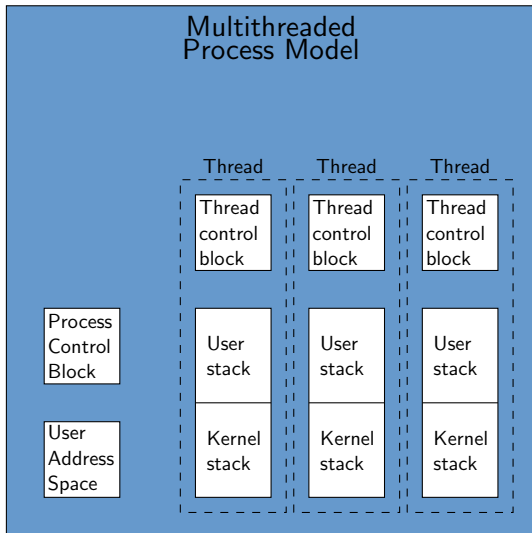 Multithreaded
Process Model
Thread
Thread
Thread
Thread
control
block
Thread
control
block
Thread
control
block
Process
Control
Block
User
stack
User
stack
User
stack
User
Address
Space
Kernel
stack
Kernel
stack
Kernel
stack